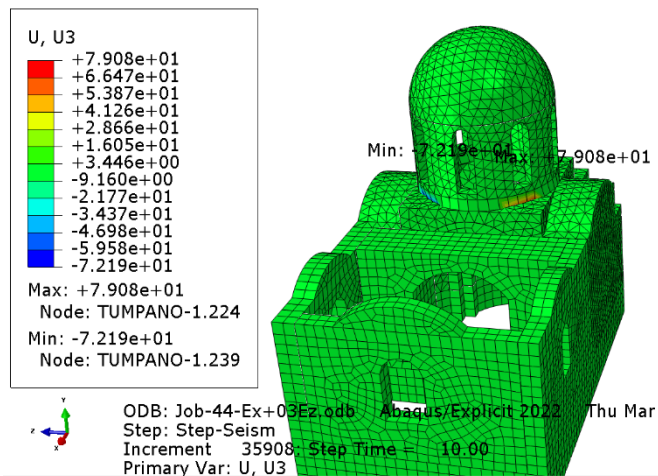 U, U3
+7.908e+01
+6.647e+01
+5.387e+01
+4.126e+01
+2.866e+01
+1.605e+01
+3.446e+00
-9.160e+00
-2.177e+01
-3.437e+01
-4.698e+01
-5.958e+01
-7.219e+01
Max: +7.908e+01
Node: TUMPANO-1.224
Min: -7.219e+01
Node: TUMPANO-1.239
Min: -7.219e+01
Max: +7.908e+01
Y
Z
X
ODB: Job-44-Ex+03Ez.odb Abaqus/Explicit 2022 Thu Mar
Step: Step-Seism
Increment 35908: Step Time = 10.00
Primary Var: U, U3